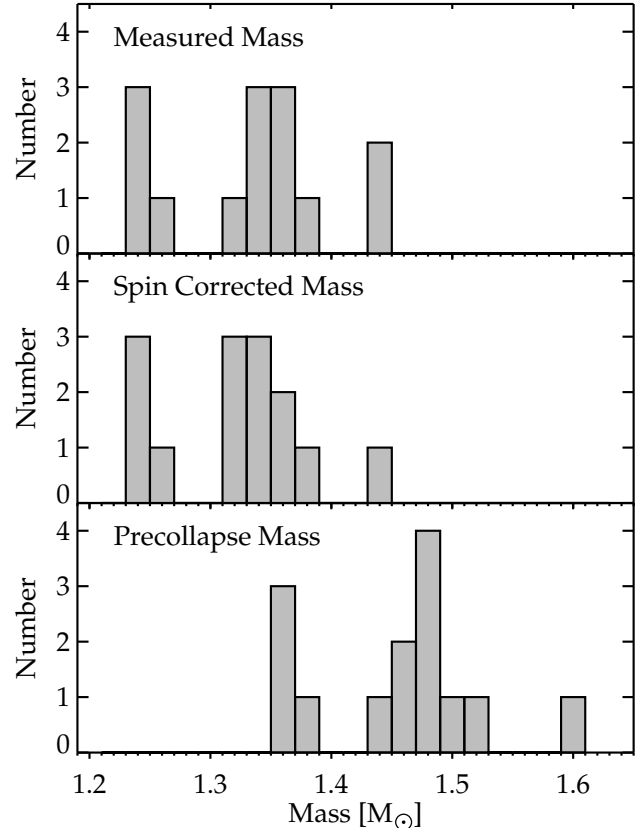 4
Measured Mass
3
Number
2
1
0
4
Spin Corrected Mass
3
Number
2
1
0
4
Precollapse Mass
3
Number
2
1
0
1.2 1.3 1.4 1.5 1.6
Mass [M☉]